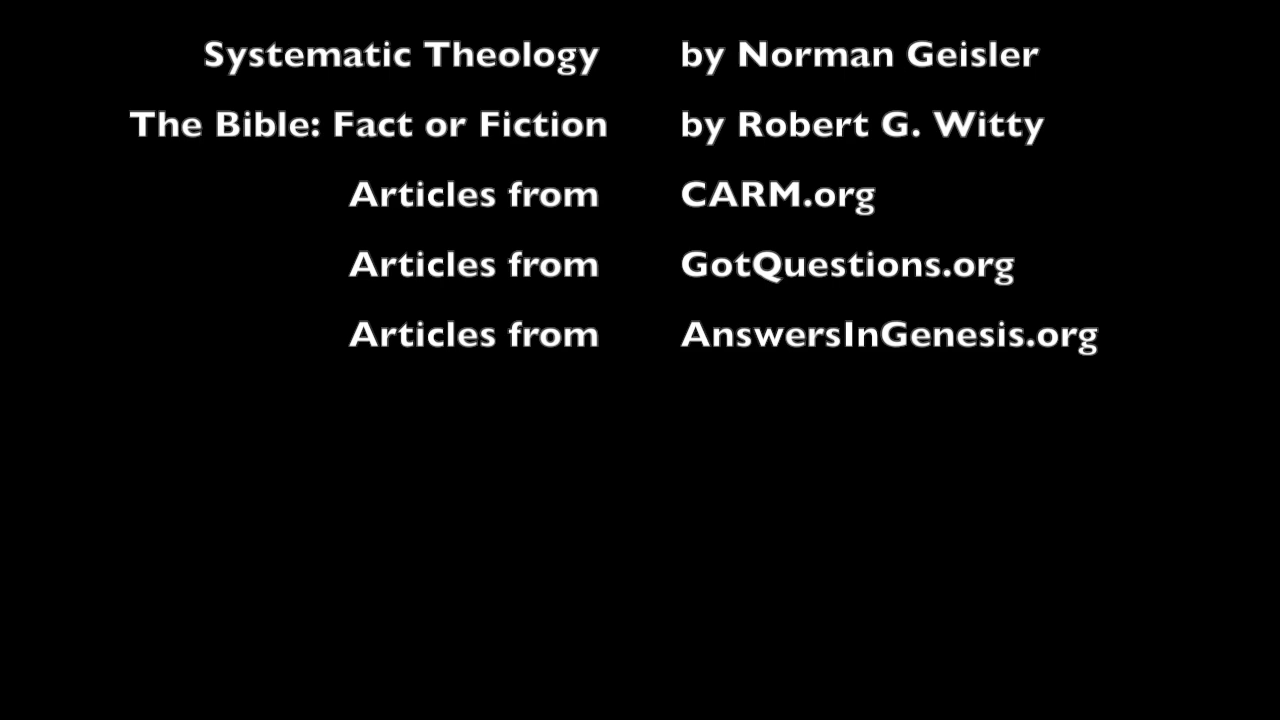 Systematic Theology by Norman Geisler
The Bible: Fact or Fiction by Robert G. Witty
Articles from CARM.org
Articles from GotQuestions.org
Articles from AnswersInGenesis.org